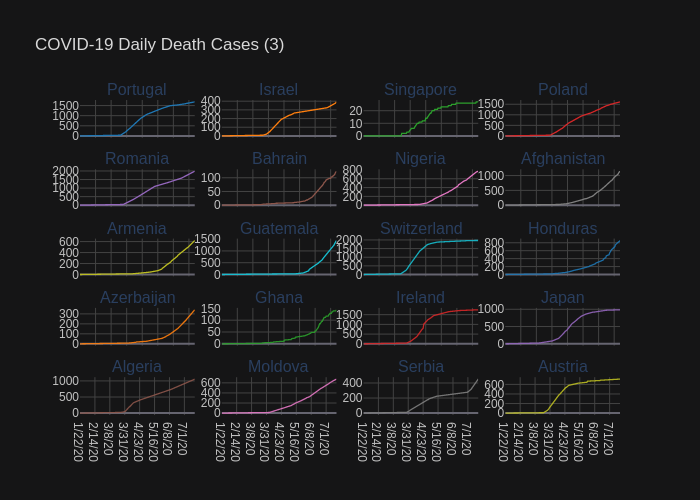 COVID-19 Daily Death Cases (3)
Portugal Israel Singapore Poland
1500 1000 500 0
400 300 200 100 0
20 10 0
1500 1000 500 0
Romania Bahrain Nigeria Afghanistan
2000 1500 1000 500 0
100 50 0
800 600 400 200 0
1000 500 0
Armenia Guatemala Switzerland Honduras
600 400 200 0
1500 1000 500 0
2000 1500 1000 500 0
800 600 400 200 0
Azerbaijan Ghana Ireland Japan
300 200 100 0
150 100 50 0
1500 1000 500 0
1000 500 0
Algeria Moldova Serbia Austria
1000 500 0
600 400 200 0
400 200 0
600 400 200 0
1/22/20 2/14/20 3/8/20 3/31/20 4/23/20 5/16/20 6/8/20 7/1/20
1/22/20 2/14/20 3/8/20 3/31/20 4/23/20 5/16/20 6/8/20 7/1/20
1/22/20 2/14/20 3/8/20 3/31/20 4/23/20 5/16/20 6/8/20 7/1/20
1/22/20 2/14/20 3/8/20 3/31/20 4/23/20 5/16/20 6/8/20 7/1/20